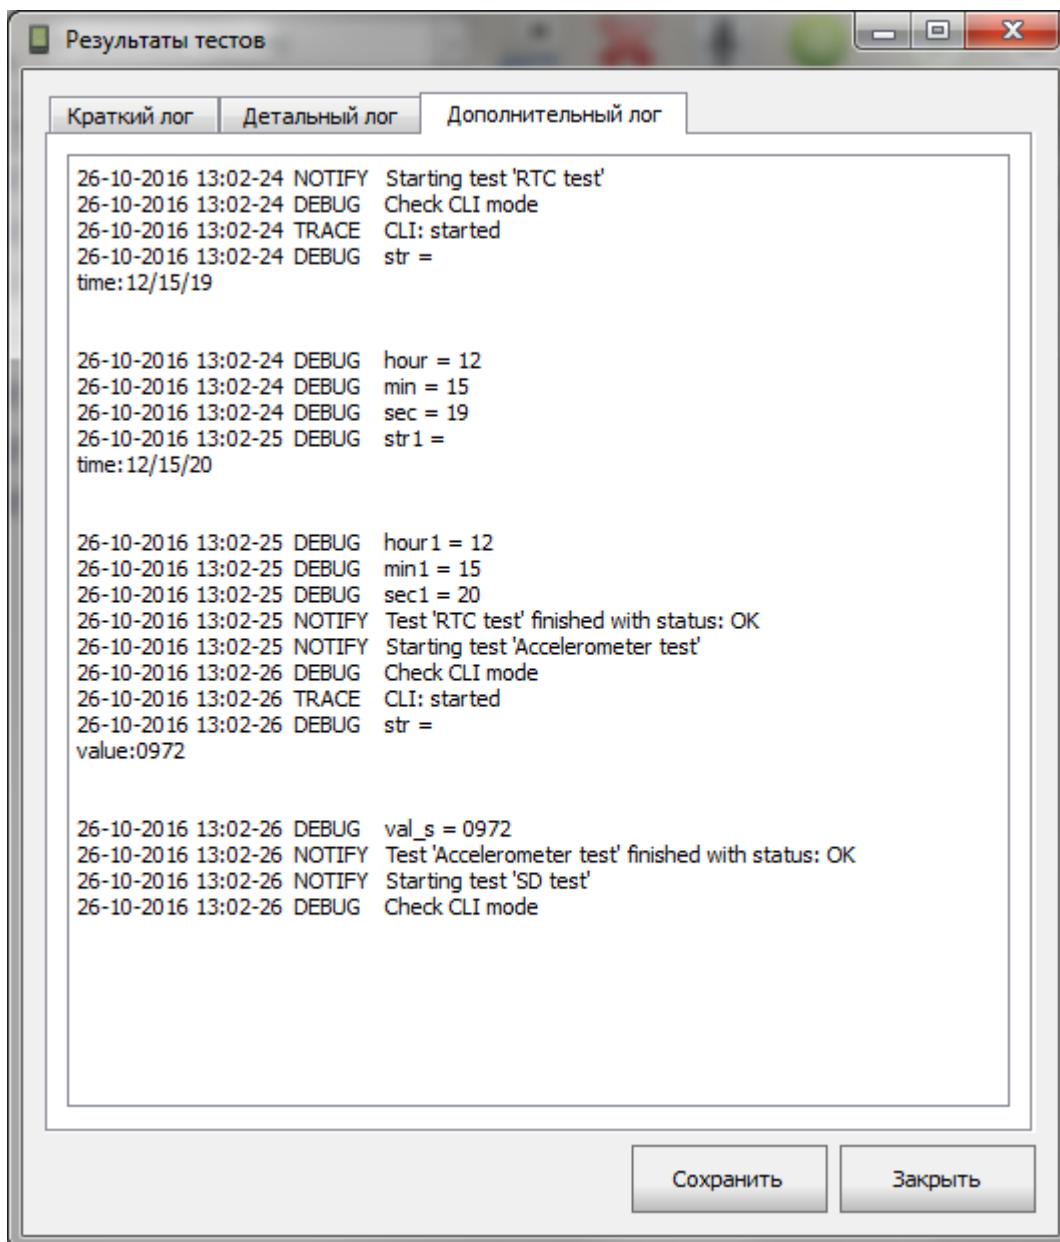 Результаты тестов
Краткий лог
Детальный лог
Дополнительный лог
26-10-2016 13:02-24 NOTIFY Starting test 'RTC test'
26-10-2016 13:02-24 DEBUG Check CLI mode
26-10-2016 13:02-24 TRACE CLI: started
26-10-2016 13:02-24 DEBUG str =
time:12/15/19
26-10-2016 13:02-24 DEBUG hour = 12
26-10-2016 13:02-24 DEBUG min = 15
26-10-2016 13:02-24 DEBUG sec = 19
26-10-2016 13:02-25 DEBUG str1 =
time:12/15/20
26-10-2016 13:02-25 DEBUG hour1 = 12
26-10-2016 13:02-25 DEBUG min1 = 15
26-10-2016 13:02-25 DEBUG sec1 = 20
26-10-2016 13:02-25 NOTIFY Test 'RTC test' finished with status: OK
26-10-2016 13:02-25 NOTIFY Starting test 'Accelerometer test'
26-10-2016 13:02-26 DEBUG Check CLI mode
26-10-2016 13:02-26 TRACE CLI: started
26-10-2016 13:02-26 DEBUG str =
value:0972
26-10-2016 13:02-26 DEBUG val_s = 0972
26-10-2016 13:02-26 NOTIFY Test 'Accelerometer test' finished with status: OK
26-10-2016 13:02-26 NOTIFY Starting test 'SD test'
26-10-2016 13:02-26 DEBUG Check CLI mode
Сохранить
Закрыть